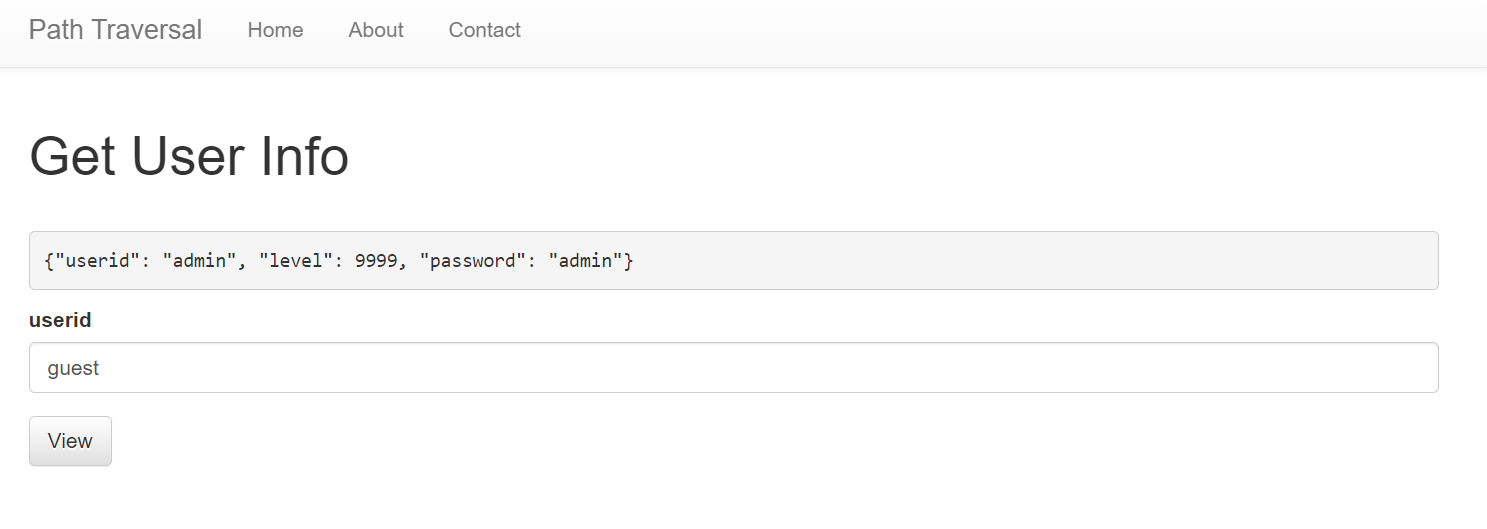 Path Traversal Home About Contact
Get User Info
{"userid": "admin", "level": 9999, "password": "admin"}
userid
guest
View